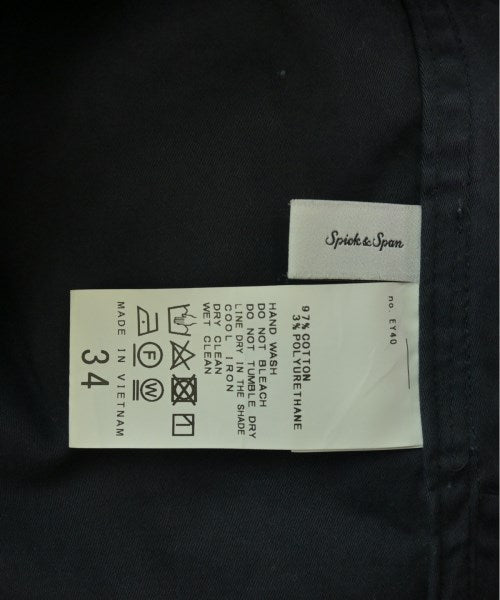 Spick & Span
no. EY40
97% COTTON
3% POLYURETHANE
HAND WASH
DO NOT BLEACH
DO NOT TUMBLE DRY
LINE DRY IN THE SHADE
COOL IRON
DRY CLEAN
WET CLEAN
F W
MADE IN VIETNAM
34